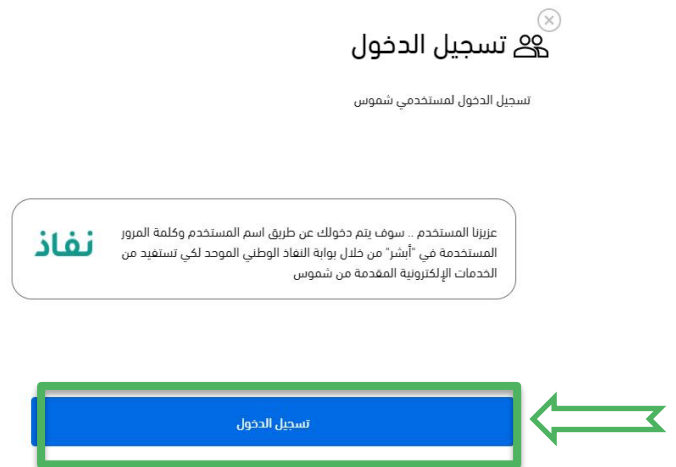 تسجيل الدخول
تسجيل الدخول لمستخدمي شموس
عزيزنا المستخدم .. سوف يتم دخولك عن طريق اسم المستخدم وكلمة المرور
المستخدمة في "أبشر" من خلال بوابة النفاذ الوطني الموحد لكي تستفيد من
الخدمات الإلكترونية المقدمة من شموس
نفاذ
تسجيل الدخول